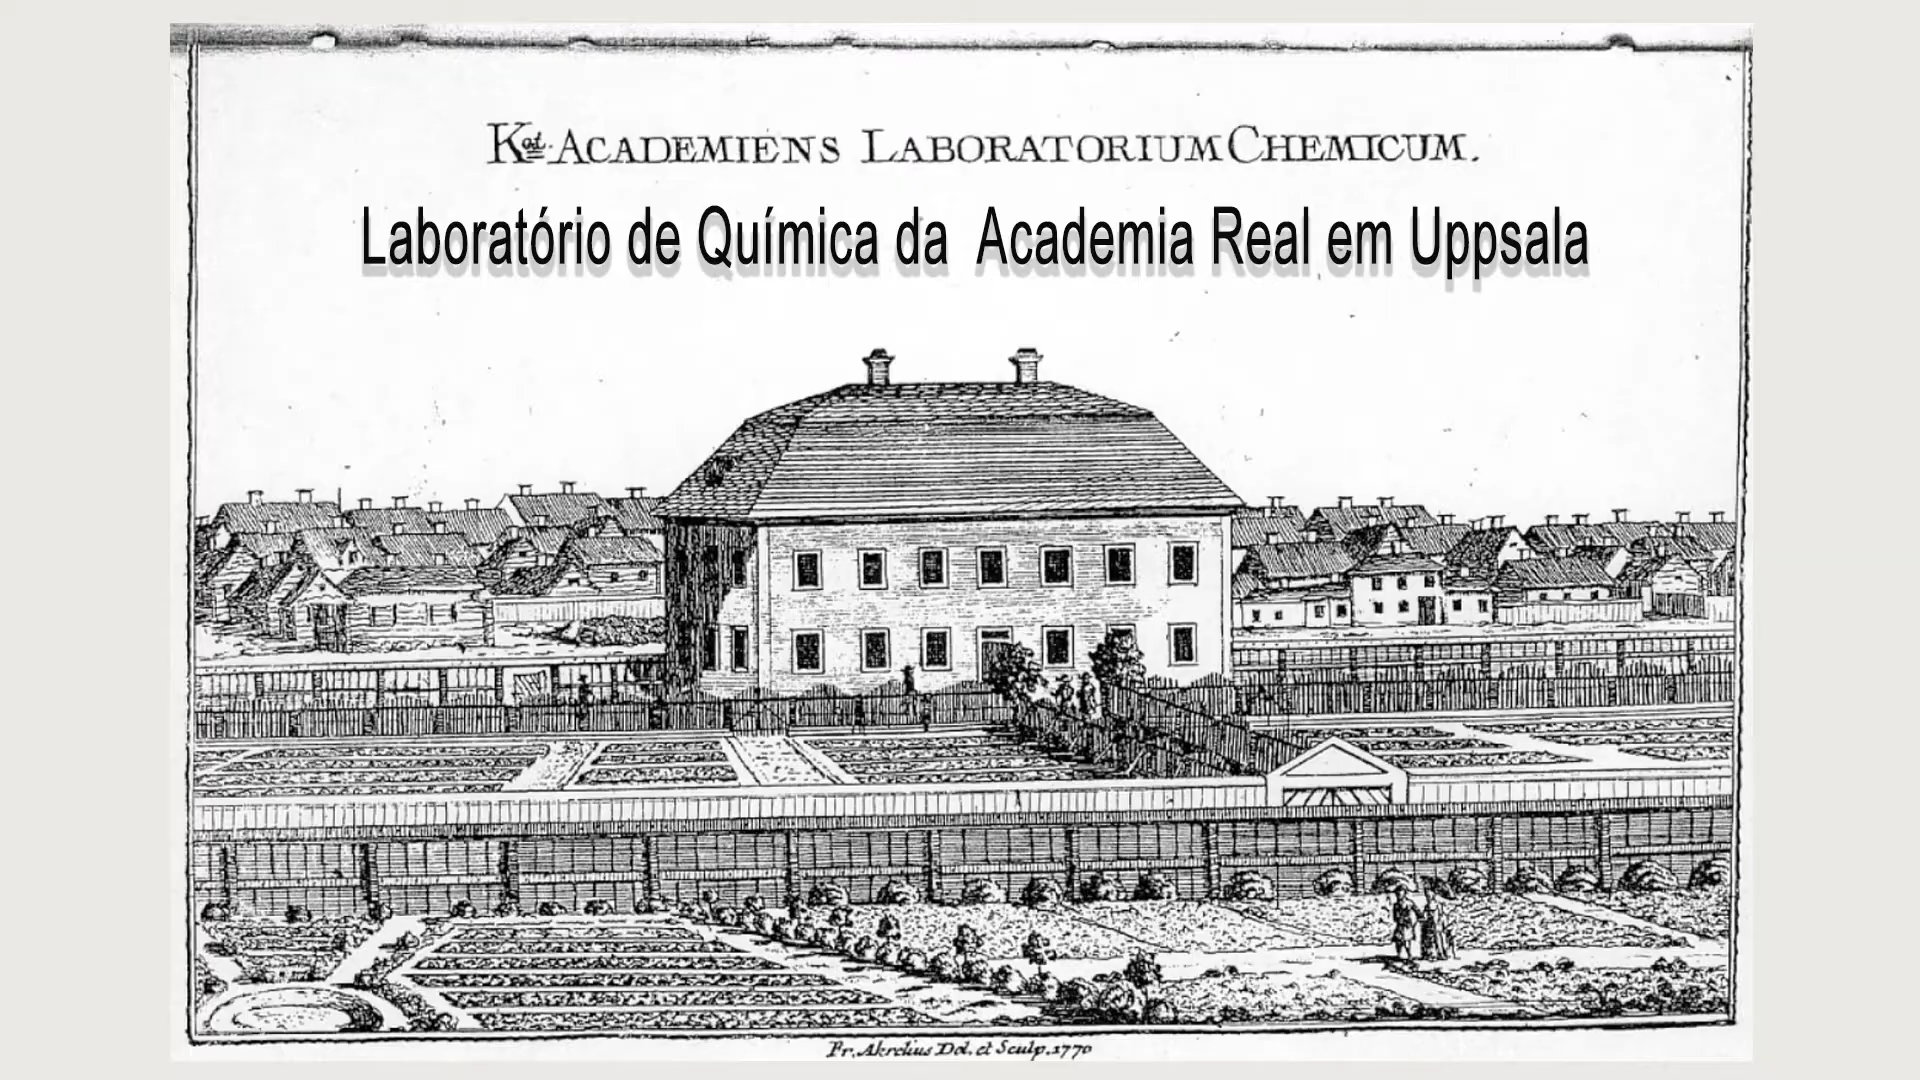 Kgl. ACADEMIENS LABORATORIUM CHEMICUM.
Laboratório de Química da Academia Real em Uppsala
Fr. Akrelius Del. et Sculp. 1770